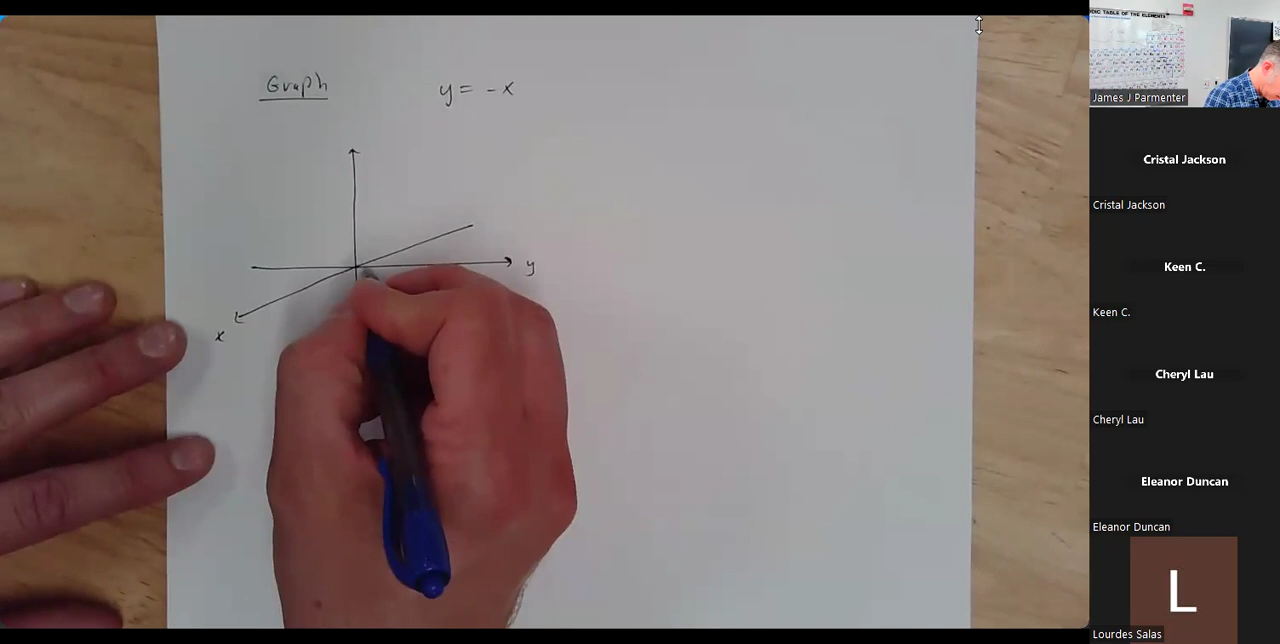 Graph y = -x
y
x
DIC TABLE OF THE ELEMENTS
James J Parmenter
Cristal Jackson
Cristal Jackson
Keen C.
Keen C.
Cheryl Lau
Cheryl Lau
Eleanor Duncan
Eleanor Duncan
L
Lourdes Salas